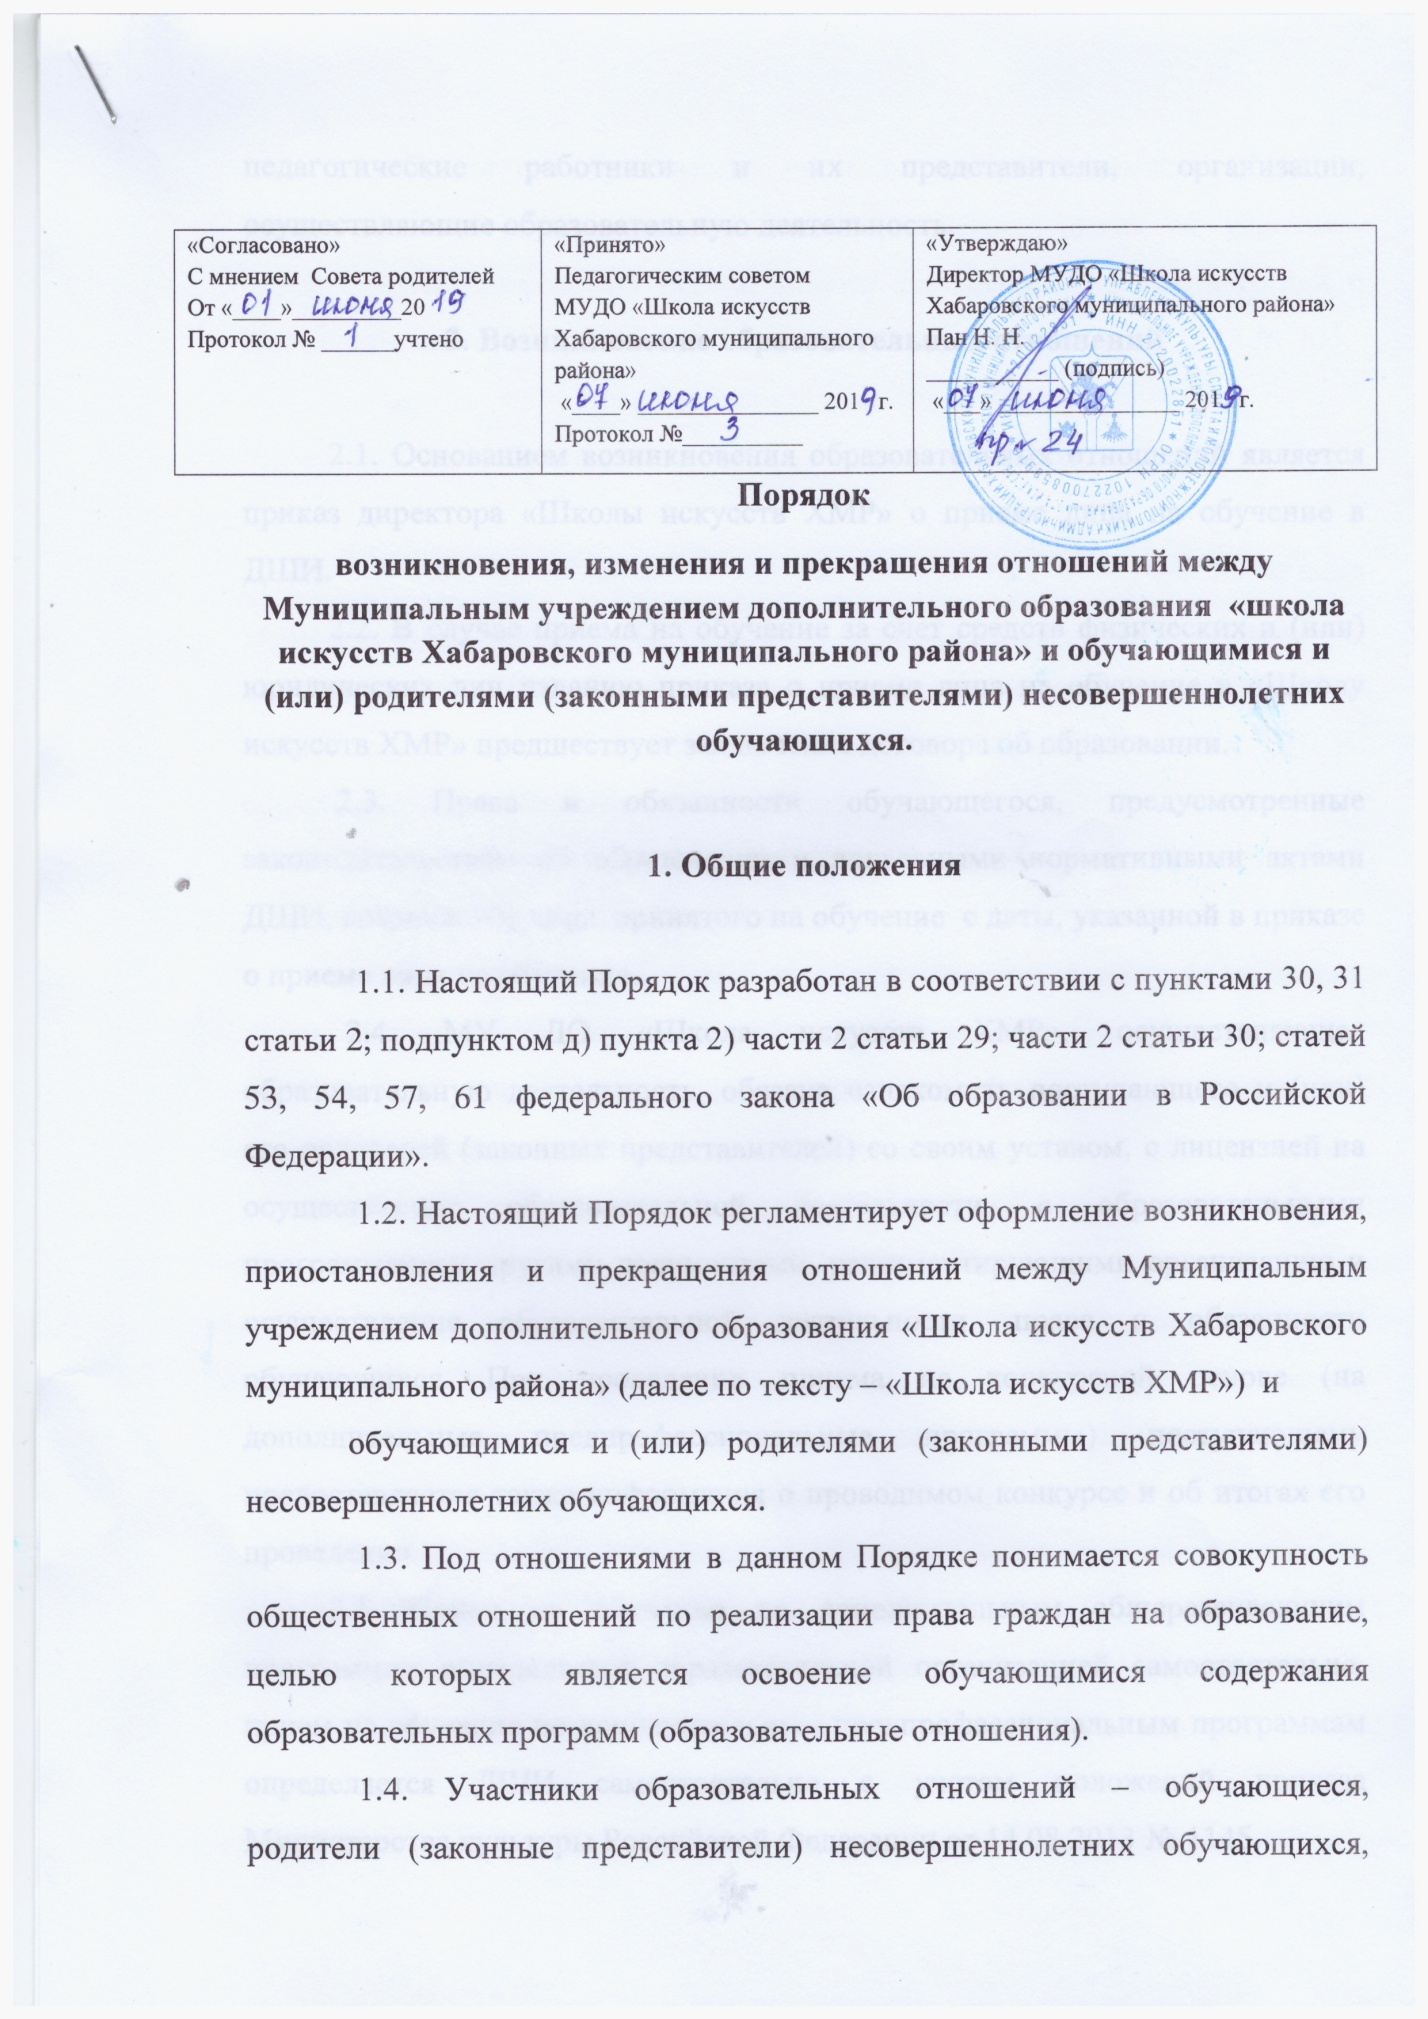 «Согласовано»
С мнением Совета родителей
От «01» июня 2019
Протокол № 1 учтено
«Принято»
Педагогическим советом
МУДО «Школа искусств
Хабаровского муниципального
района»
«07» июня 2019 г.
Протокол № 3
«Утверждаю»
Директор МУДО «Школа искусств
Хабаровского муниципального района»
Пан Н. Н.
(подпись)
«07» июня 2019 г.
пр. 24
Порядок
возникновения, изменения и прекращения отношений между
Муниципальным учреждением дополнительного образования «школа
искусств Хабаровского муниципального района» и обучающимися и
(или) родителями (законными представителями) несовершеннолетних
обучающихся.
1. Общие положения
1.1. Настоящий Порядок разработан в соответствии с пунктами 30, 31
статьи 2; подпунктом д) пункта 2) части 2 статьи 29; части 2 статьи 30; статей
53, 54, 57, 61 федерального закона «Об образовании в Российской
Федерации».
1.2. Настоящий Порядок регламентирует оформление возникновения,
приостановления и прекращения отношений между Муниципальным
учреждением дополнительного образования «Школа искусств Хабаровского
муниципального района» (далее по тексту – «Школа искусств ХМР») и
обучающимися и (или) родителями (законными представителями)
несовершеннолетних обучающихся.
1.3. Под отношениями в данном Порядке понимается совокупность
общественных отношений по реализации права граждан на образование,
целью которых является освоение обучающимися содержания
образовательных программ (образовательные отношения).
1.4. Участники образовательных отношений – обучающиеся,
родители (законные представители) несовершеннолетних обучающихся,